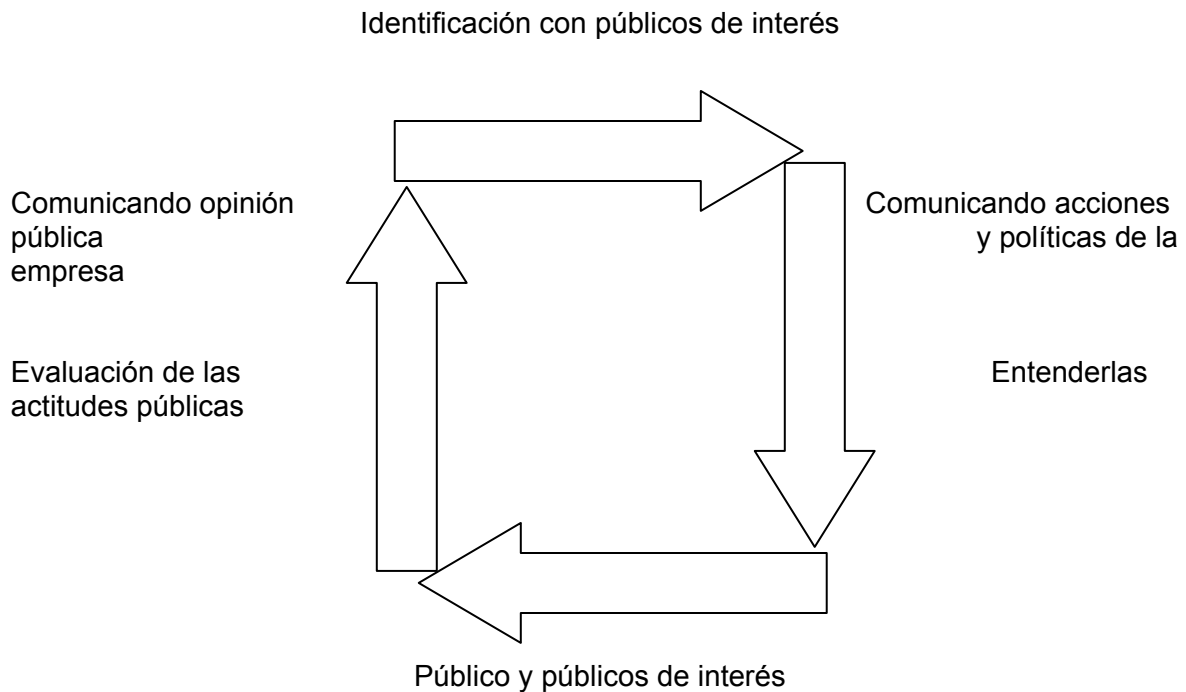 Identificación con públicos de interés
Comunicando opinión
pública
empresa
Comunicando acciones
y políticas de la
Evaluación de las
actitudes públicas
Entenderlas
Público y públicos de interés